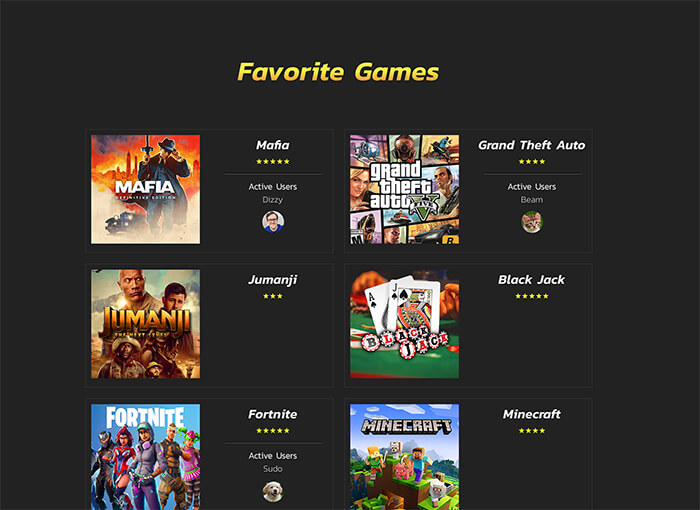 Favorite Games
Mafia
Active Users
Dizzy
MAFIA
DEFINITIVE EDITION
Grand Theft Auto
Active Users
Beam
grand
theft
auto
V
FIVE
Jumanji
JUMANJI
THE NEXT LEVEL
Black Jack
A
J
BLACK
JACK
Fortnite
Active Users
Sudo
FORTNITE
Minecraft
MINECRAFT